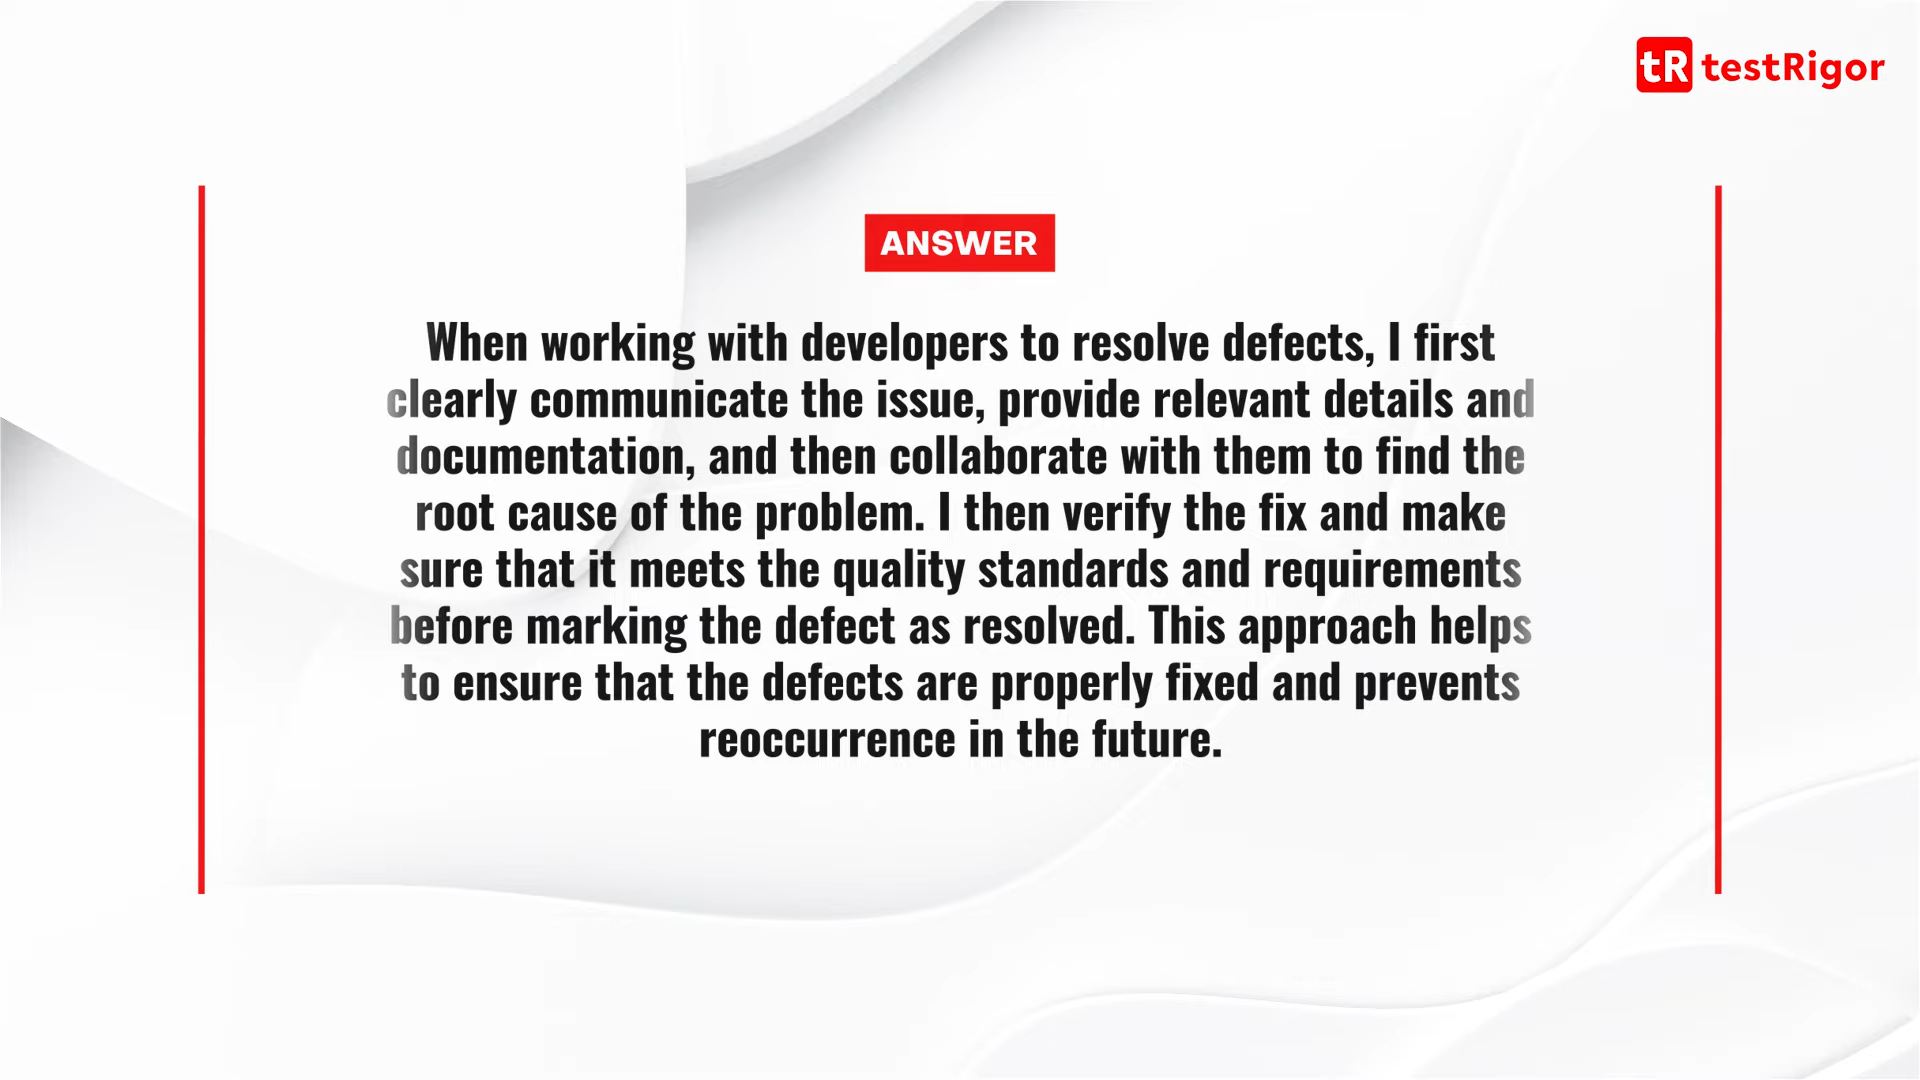 tR testRigor
ANSWER
When working with developers to resolve defects, I first
clearly communicate the issue, provide relevant details and
documentation, and then collaborate with them to find the
root cause of the problem. I then verify the fix and make
sure that it meets the quality standards and requirements
before marking the defect as resolved. This approach helps
to ensure that the defects are properly fixed and prevents
reoccurrence in the future.